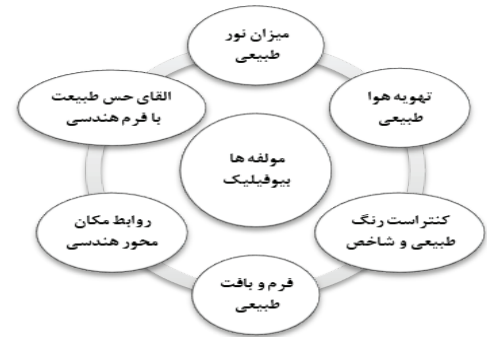 میزان نور
طبیعی
تهویه هوا
طبیعی
کنتراست رنگ
طبیعی و شاخص
فرم و بافت
طبیعی
روابط مکان
محور هندسی
القای حس طبیعت
با فرم هندسی
مولفه ها
بیوفیلیک